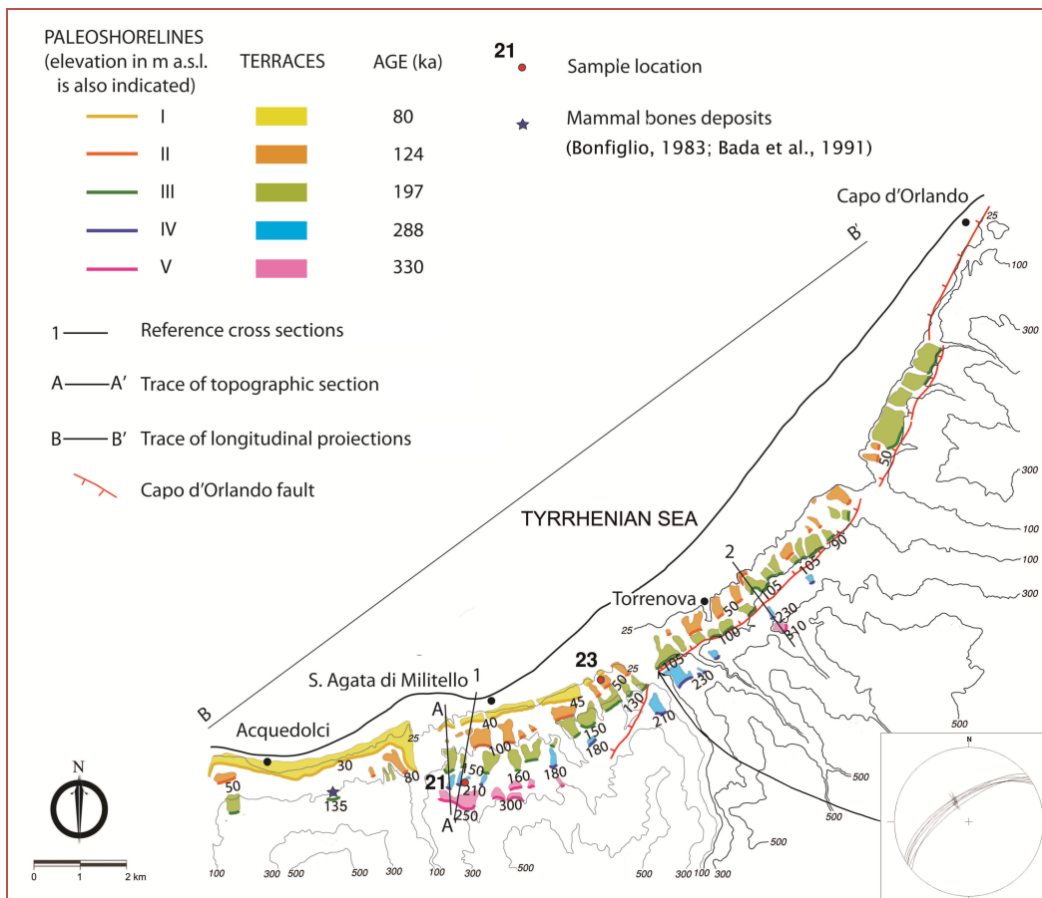 PALEOSHORELINES
(elevation in m a.s.l.
is also indicated)
TERRACES
AGE (ka)
I
80
II
124
III
197
IV
288
V
330
21
Sample location
Mammal bones deposits
(Bonfiglio, 1983; Bada et al., 1991)
1
Reference cross sections
A
A'
Trace of topographic section
B
B'
Trace of longitudinal proiections
Capo d'Orlando fault
Capo d'Orlando
25
B'
100
300
50
300
TYRRHENIAN SEA
100
90
100
2
105
105
300
Torrenova
50
230
25
100
310
23
105
230
25
50
S. Agata di Militello
1
130
210
A
45
150
B
40
180
500
Acquedolci
25
100
30
150
160
180
500
N
80
21
210
50
135
300
250
A'
500
500
N
0
1
2 km
100
300
500
300
100
300
500
500
300
100
300
500